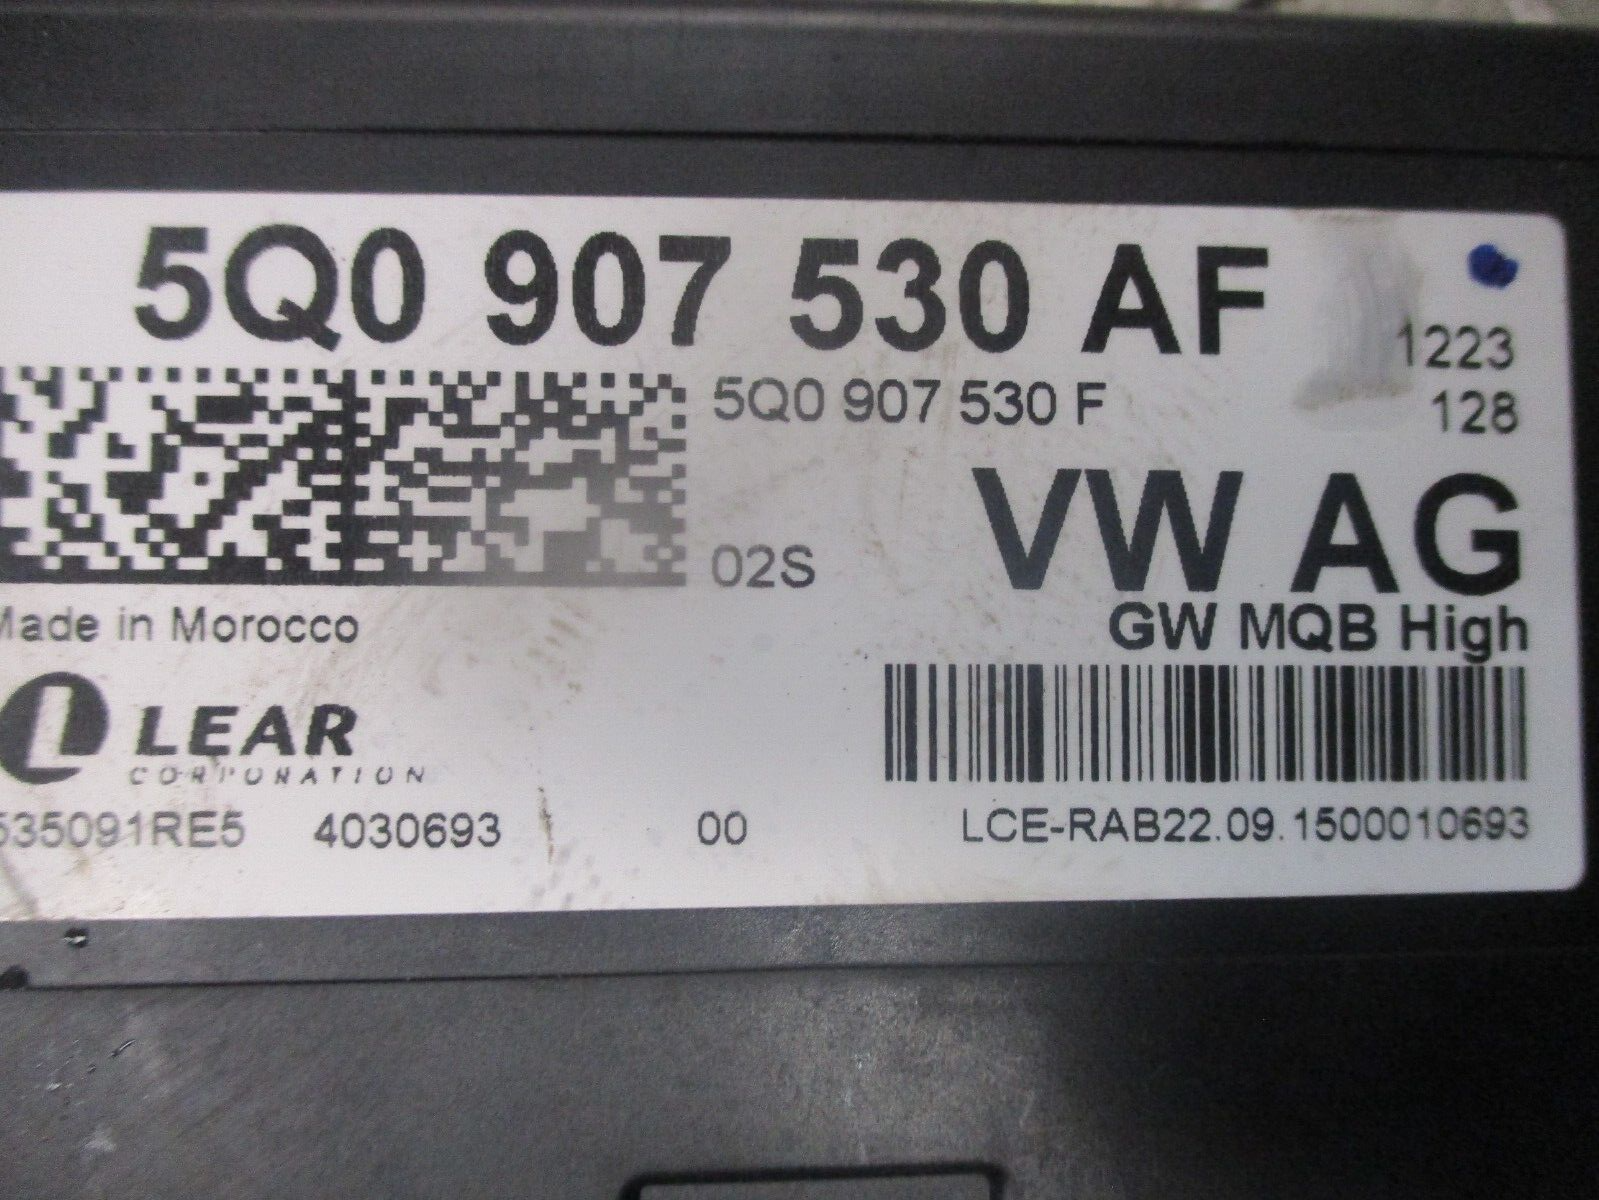 5Q0 907 530 AF
1223
5Q0 907 530 F
128
VW AG
02S
GW MQB High
Made in Morocco
LEAR
CORPORATION
535091RE5 4030693 00 LCE-RAB22.09.1500010693